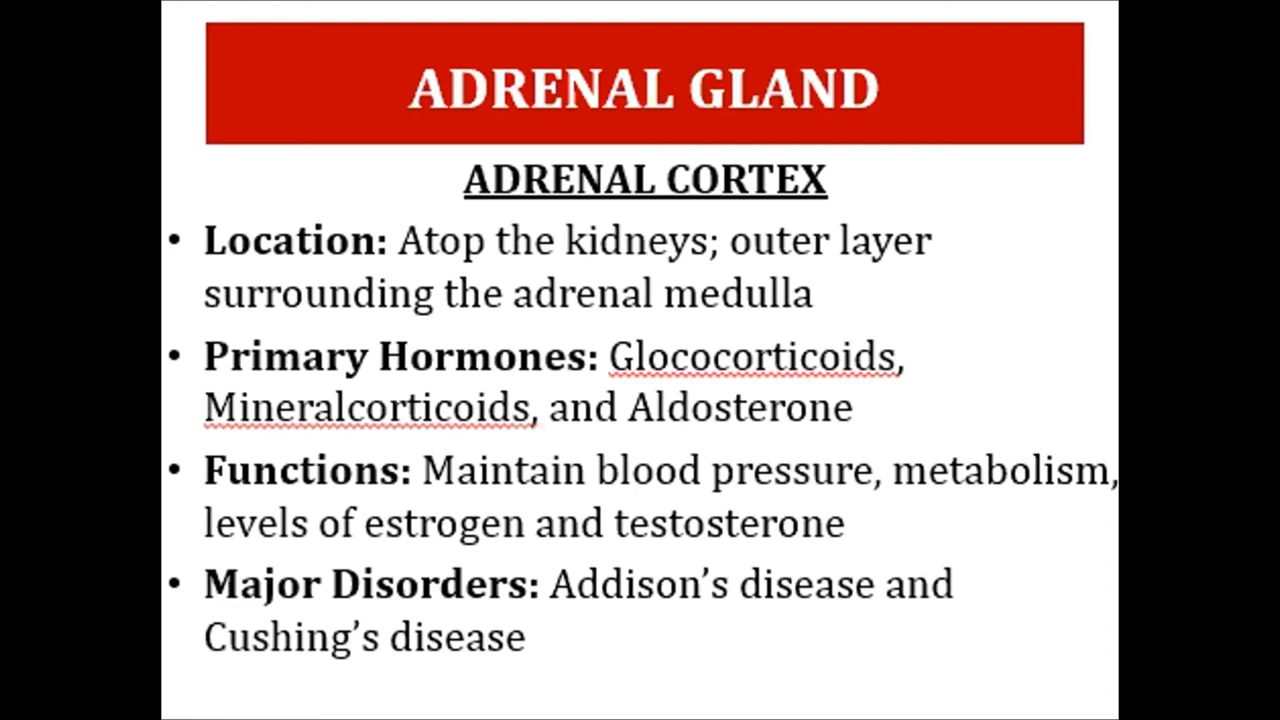 ADRENAL GLAND
ADRENAL CORTEX
• Location: Atop the kidneys; outer layer
surrounding the adrenal medulla
• Primary Hormones: Glococorticoids,
Mineralcorticoids, and Aldosterone
• Functions: Maintain blood pressure, metabolism,
levels of estrogen and testosterone
• Major Disorders: Addison’s disease and
Cushing’s disease